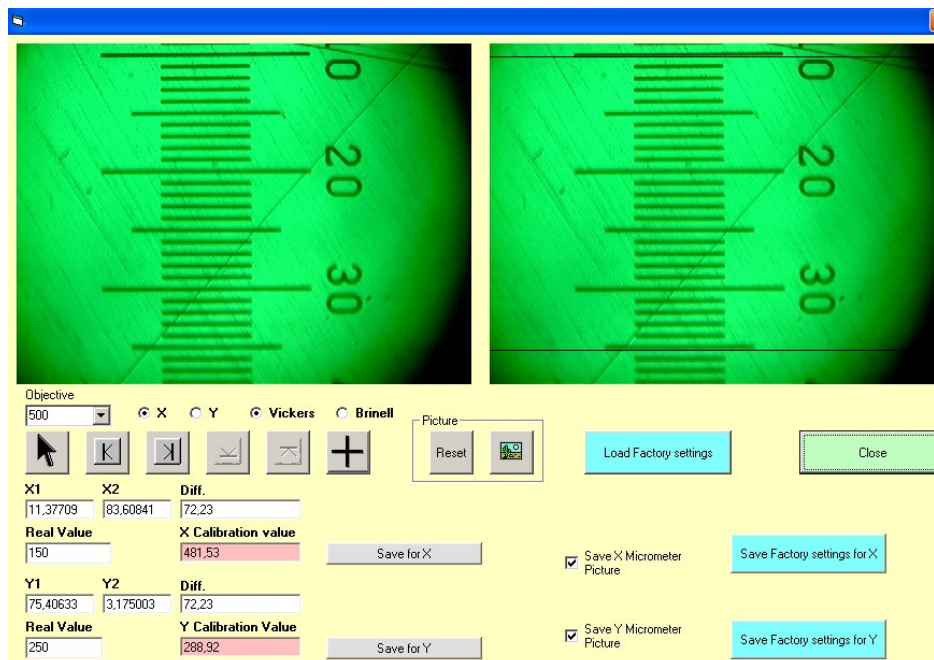 10
10
20
20
30
30
Objective
500
X
Y
Vickers
Brinell
Picture
Reset
Load Factory settings
Close
X1 X2 Diff.
11,37709 83,60841 72,23
Real Value X Calibration value
150 481,53
Save for X
Save X Micrometer
Picture
Save Factory settings for X
Y1 Y2 Diff.
75,40633 3,175003 72,23
Real Value Y Calibration Value
250 288,92
Save for Y
Save Y Micrometer
Picture
Save Factory settings for Y